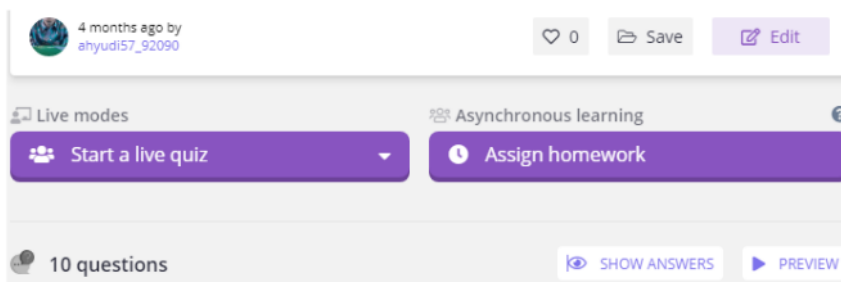 4 months ago by
ahyudi57_92090
0 Save Edit
Live modes
Asynchronous learning
Start a live quiz
Assign homework
10 questions
SHOW ANSWERS
PREVIEW